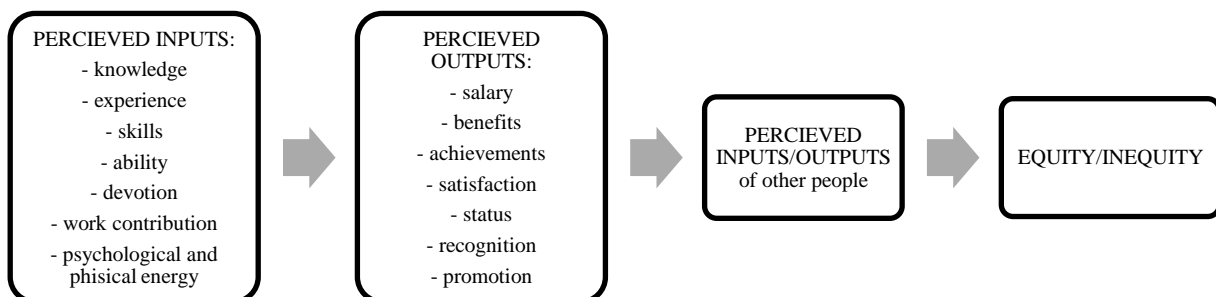 PERCIEVED INPUTS:
- knowledge
- experience
- skills
- ability
- devotion
- work contribution
- psychological and
phisical energy
PERCIEVED
OUTPUTS:
- salary
- benefits
- achievements
- satisfaction
- status
- recognition
- promotion
PERCIEVED
INPUTS/OUTPUTS
of other people
EQUITY/INEQUITY